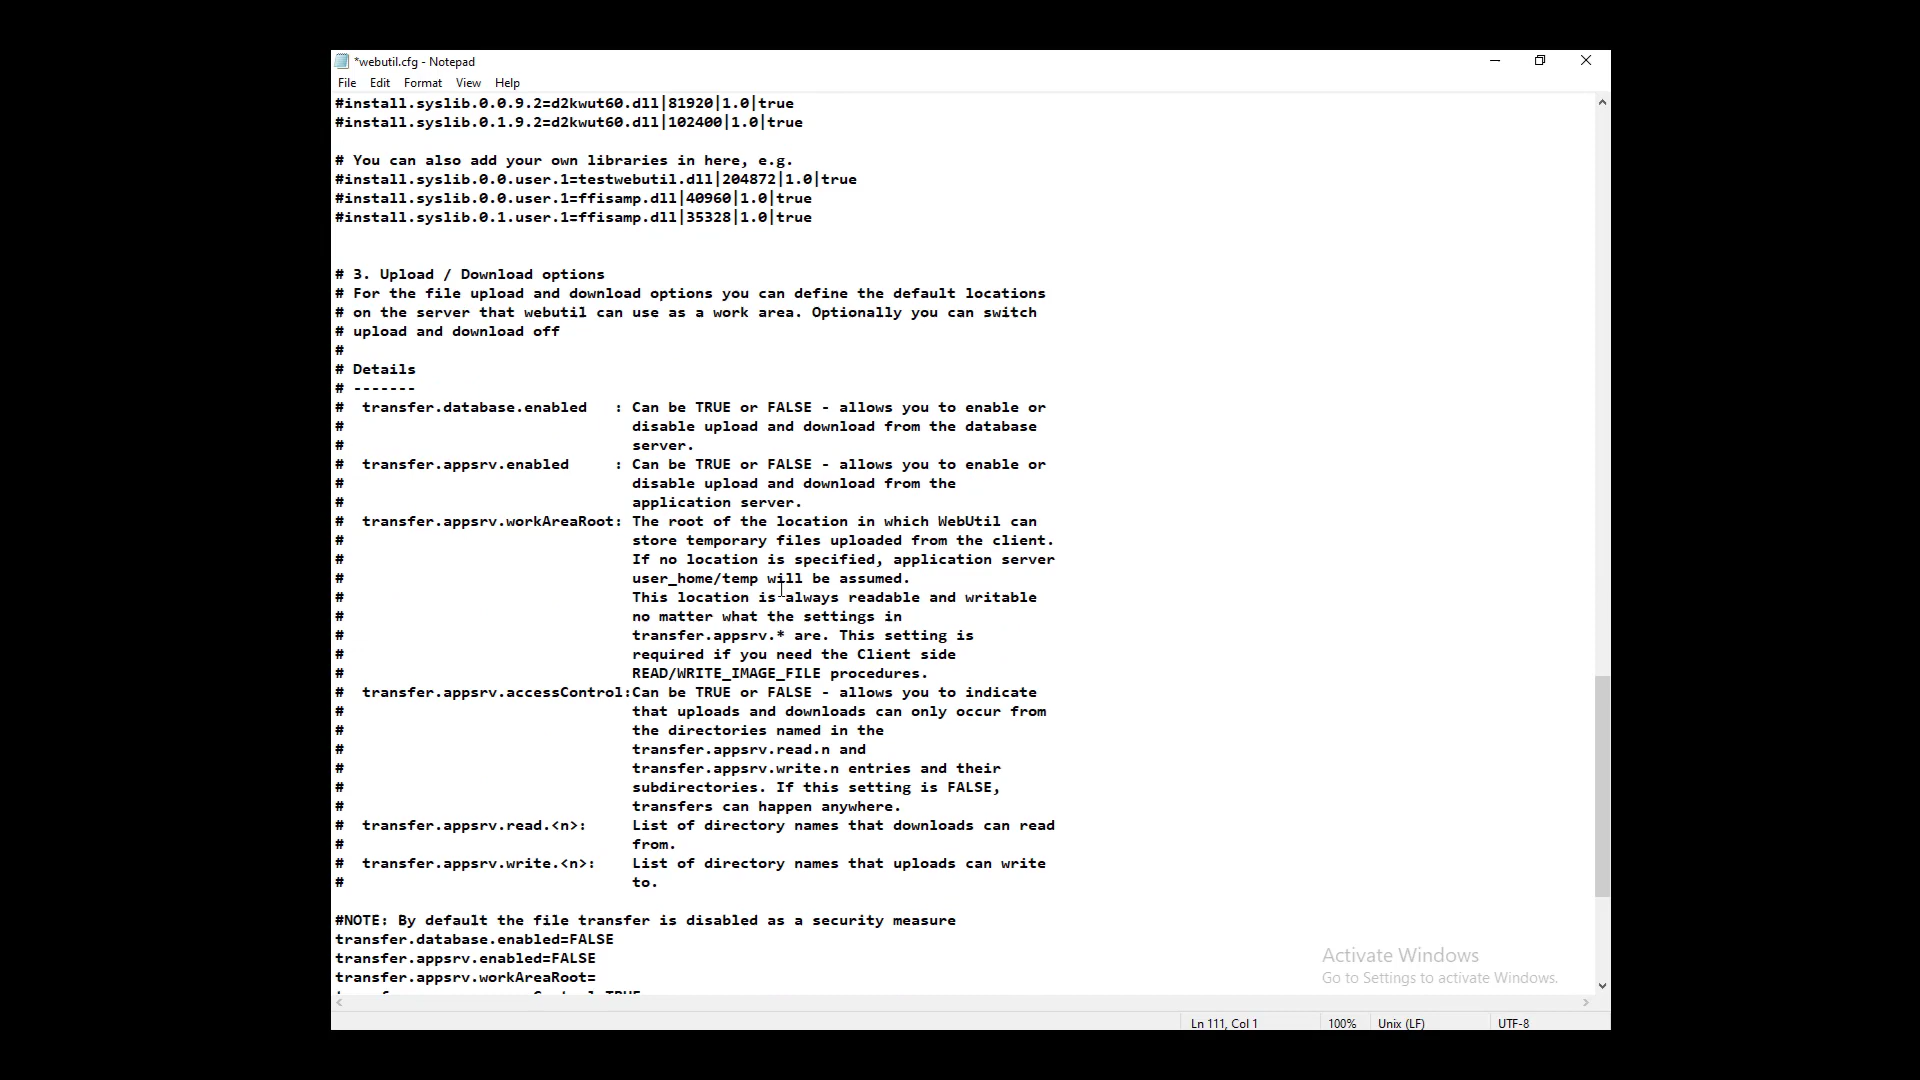 *webutil.cfg - Notepad
File Edit Format View Help
#install.syslib.0.0.9.2=d2kwut60.dll|81920|1.0|true
#install.syslib.0.1.9.2=d2kwut60.dll|102400|1.0|true
# You can also add your own libraries in here, e.g.
#install.syslib.0.0.user.1=testwebutil.dll|204872|1.0|true
#install.syslib.0.0.user.1=ffisamp.dll|40960|1.0|true
#install.syslib.0.1.user.1=ffisamp.dll|35328|1.0|true
# 3. Upload / Download options
# For the file upload and download options you can define the default locations
# on the server that webutil can use as a work area. Optionally you can switch
# upload and download off
#
# Details
# -------
#  transfer.database.enabled   : Can be TRUE or FALSE - allows you to enable or
#                                disable upload and download from the database
#                                server.
#  transfer.appsrv.enabled     : Can be TRUE or FALSE - allows you to enable or
#                                disable upload and download from the
#                                application server.
#  transfer.appsrv.workAreaRoot: The root of the location in which WebUtil can
#                                store temporary files uploaded from the client.
#                                If no location is specified, application server
#                                user_home/temp will be assumed.
#                                This location is always readable and writable
#                                no matter what the settings in
#                                transfer.appsrv.* are. This setting is
#                                required if you need the Client side
#                                READ/WRITE_IMAGE_FILE procedures.
#  transfer.appsrv.accessControl:Can be TRUE or FALSE - allows you to indicate
#                                that uploads and downloads can only occur from
#                                the directories named in the
#                                transfer.appsrv.read.n and
#                                transfer.appsrv.write.n entries and their
#                                subdirectories. If this setting is FALSE,
#                                transfers can happen anywhere.
#  transfer.appsrv.read.<n>:     List of directory names that downloads can read
#                                from.
#  transfer.appsrv.write.<n>:    List of directory names that uploads can write
#                                to.
#NOTE: By default the file transfer is disabled as a security measure
transfer.database.enabled=FALSE
transfer.appsrv.enabled=FALSE
transfer.appsrv.workAreaRoot=
Activate Windows
Go to Settings to activate Windows.
Ln 111, Col 1 100% Unix (LF) UTF-8